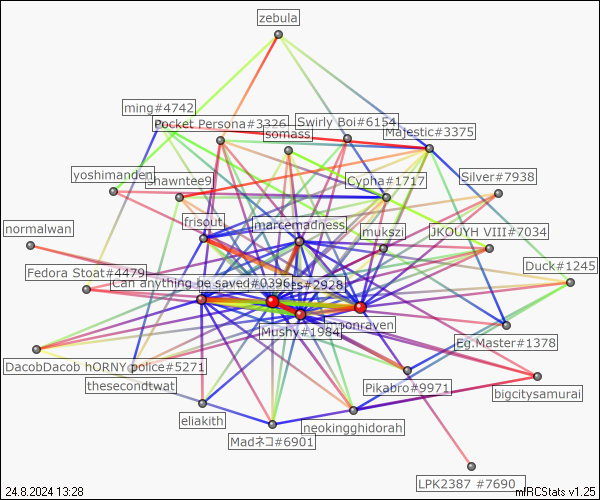 zebula
ming#4742
Pocket Persona#3326
Swirly Boi#6154
somass
Majestic#3375
yoshimanden
shawntee9
Cypha#1717
Silver#7938
normalwan
frisout
marcemadness
mukszi
JKOUYH VIII#7034
Fedora Stoat#4479
Can anything be saved#0396
es#2928
Duck#1245
moonraven
Mushy#1984
Eg.Master#1378
DacobDacob hORNY police#5271
thesecondtwat
Pikabro#9971
bigcitysamurai
eliakith
neokingghidorah
Madネコ#6901
LPK2387 #7690
24.8.2024 13:28
mIRCStats v1.25